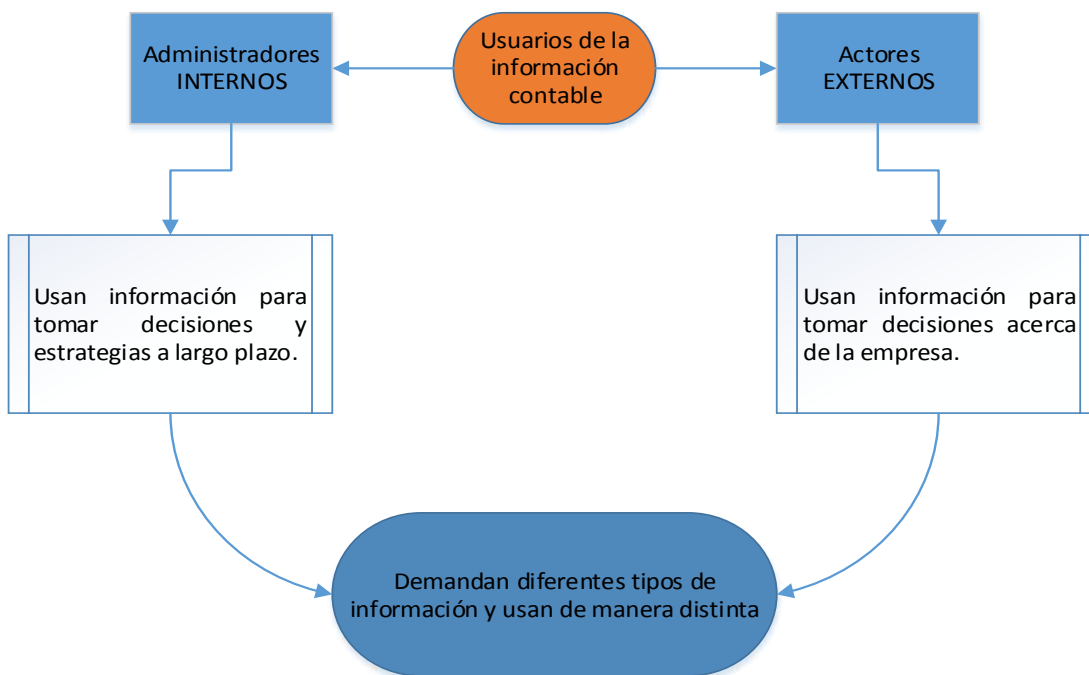 Usuarios de la
información
contable
Administradores
INTERNOS
Actores
EXTERNOS
Usan información para
tomar decisiones y
estrategias a largo plazo.
Usan información para
tomar decisiones acerca
de la empresa.
Demandan diferentes tipos de
información y usan de manera distinta